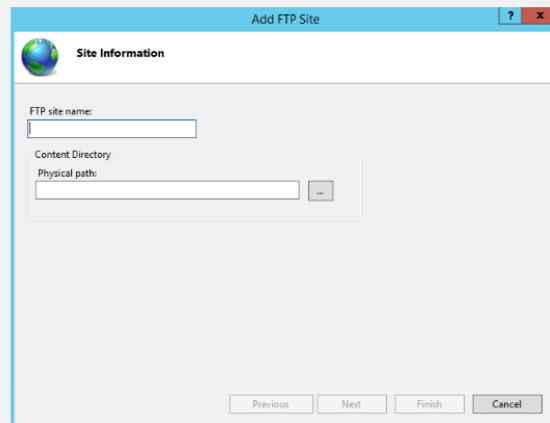 Add FTP Site
? x
Site Information
FTP site name:
Content Directory
Physical path:
...
Previous Next Finish Cancel